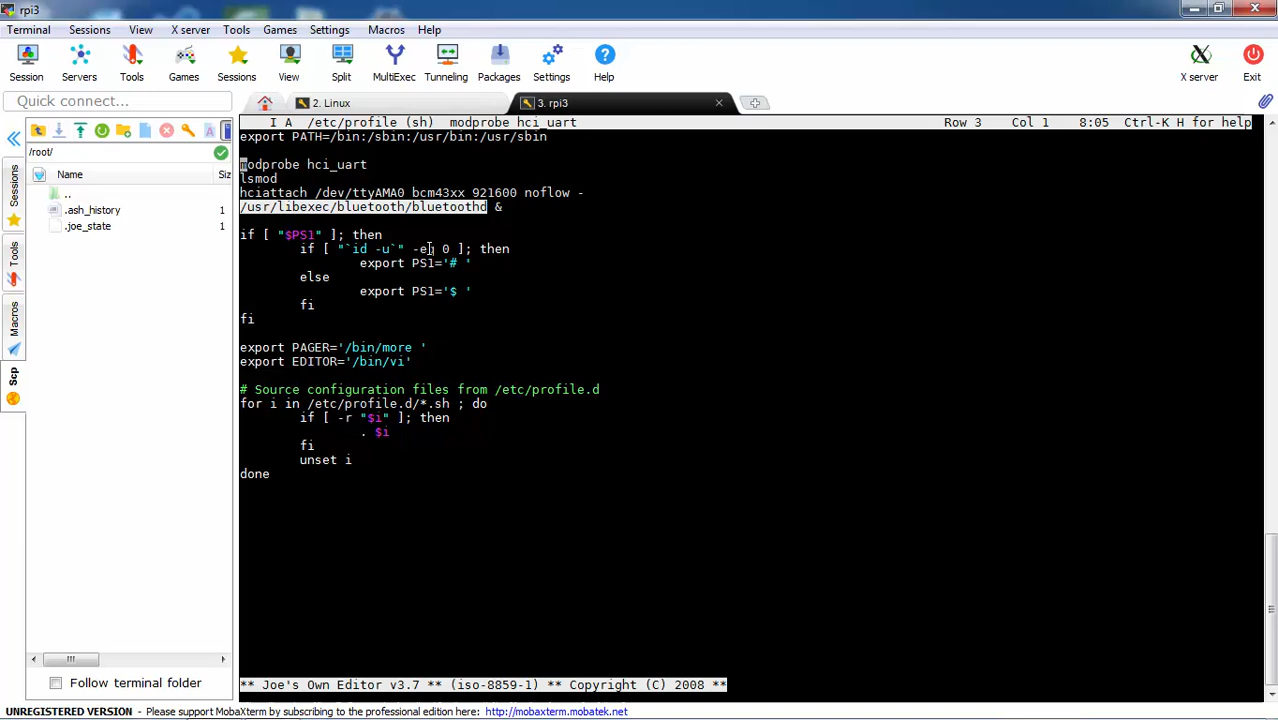 rpi3
Terminal Sessions View X server Tools Games Settings Macros Help
Session Servers Tools Games Sessions View Split MultiExec Tunneling Packages Settings Help X server Exit
Quick connect...
2. Linux
3. rpi3
/root/
Name Siz
..
.ash_history 1
.joe_state 1
Sessions
Tools
Macros
Scp
I A /etc/profile (sh) modprobe hci_uart Row 3 Col 1 8:05 Ctrl-K H for help
export PATH=/bin:/sbin:/usr/bin:/usr/sbin
modprobe hci_uart
lsmod
hciattach /dev/ttyAMA0 bcm43xx 921600 noflow -
/usr/libexec/bluetooth/bluetoothd &
if [ "$PS1" ]; then
if [ "`id -u`" -eq 0 ]; then
export PS1='# '
else
export PS1='$ '
fi
fi
export PAGER='/bin/more '
export EDITOR='/bin/vi'
# Source configuration files from /etc/profile.d
for i in /etc/profile.d/*.sh ; do
if [ -r "$i" ]; then
. $i
fi
unset i
done
** Joe's Own Editor v3.7 ** (iso-8859-1) ** Copyright (C) 2008 **
Follow terminal folder
UNREGISTERED VERSION - Please support MobaXterm by subscribing to the professional edition here: http://mobaxterm.mobatek.net